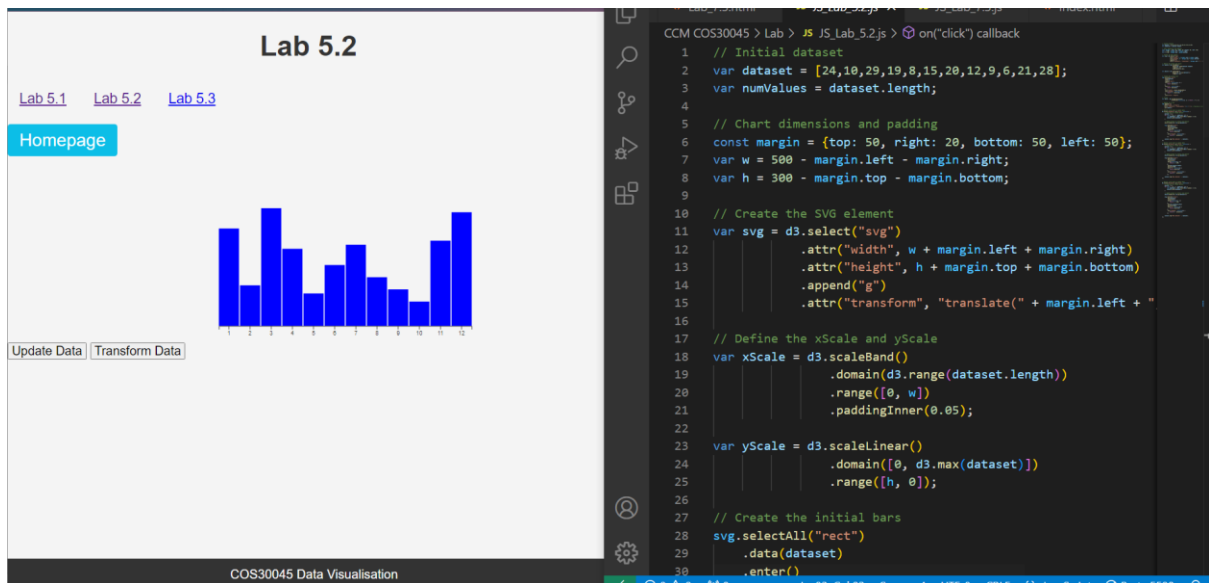 Lab 5.2
Lab 5.1 Lab 5.2 Lab 5.3
Homepage
1 2 3 4 5 6 7 8 9 10 11 12
Update Data Transform Data
COS30045 Data Visualisation
CCM COS30045 > Lab > JS JS_Lab_5.2.js > on("click") callback
1 // Initial dataset
2 var dataset = [24,10,29,19,8,15,20,12,9,6,21,28];
3 var numValues = dataset.length;
4
5 // Chart dimensions and padding
6 const margin = {top: 50, right: 20, bottom: 50, left: 50};
7 var w = 500 - margin.left - margin.right;
8 var h = 300 - margin.top - margin.bottom;
9
10 // Create the SVG element
11 var svg = d3.select("svg")
12 .attr("width", w + margin.left + margin.right)
13 .attr("height", h + margin.top + margin.bottom)
14 .append("g")
15 .attr("transform", "translate(" + margin.left + "
16
17 // Define the xScale and yScale
18 var xScale = d3.scaleBand()
19 .domain(d3.range(dataset.length))
20 .range([0, w])
21 .paddingInner(0.05);
22
23 var yScale = d3.scaleLinear()
24 .domain([0, d3.max(dataset)])
25 .range([h, 0]);
26
27 // Create the initial bars
28 svg.selectAll("rect")
29 .data(dataset)
30 .enter()